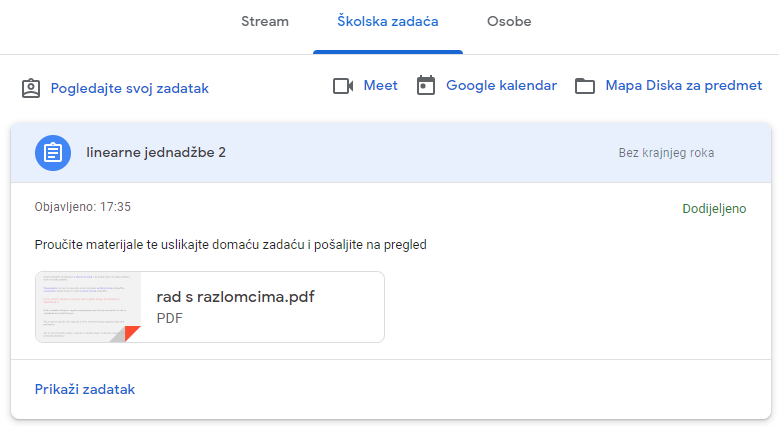 Stream
Školska zadaća
Osobe
Pogledajte svoj zadatak
Meet
Google kalendar
Mapa Diska za predmet
linearne jednadžbe 2
Bez krajnjeg roka
Objavljeno: 17:35
Dodijeljeno
Proučite materijale te uslikajte domaću zadaću i pošaljite na pregled
rad s razlomcima.pdf
PDF
Prikaži zadatak